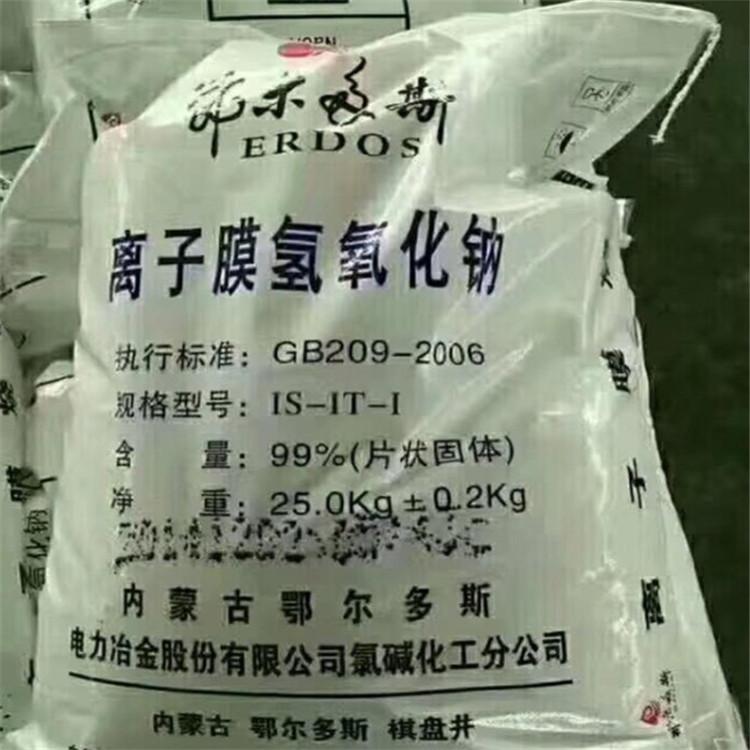 鄂尔多斯
ERDOS
离子膜氢氧化钠
执行标准：GB209-2006
规格型号：IS-IT-I
含 量：99%(片状固体)
净 重：25.0Kg±0.2Kg
内蒙古鄂尔多斯
电力冶金股份有限公司氯碱化工分公司
内蒙古 鄂尔多斯 棋盘井
膜
子
离